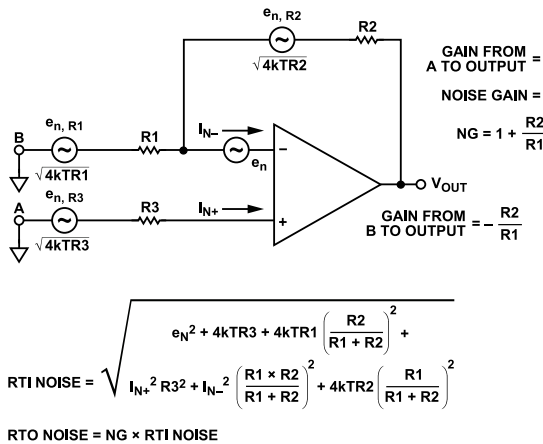 e_n, R2
R2
√4kTR2
GAIN FROM
A TO OUTPUT =
NOISE GAIN =
NG = 1 + R2/R1
B
e_n, R1
R1
I_N–
√4kTR1
e_n
–
A
e_n, R3
R3
I_N+
√4kTR3
+
V_OUT
GAIN FROM
B TO OUTPUT = – R2/R1
RTI NOISE = √
e_N² + 4kTR3 + 4kTR1 (R2/(R1 + R2))² +
I_N+² R3² + I_N–² ((R1 × R2)/(R1 + R2))² + 4kTR2 (R1/(R1 + R2))²
RTO NOISE = NG × RTI NOISE